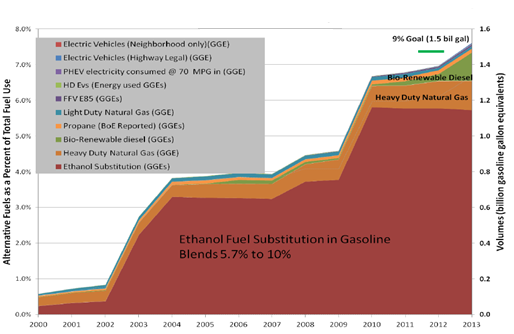 8.0%
7.0%
6.0%
5.0%
4.0%
3.0%
2.0%
1.0%
0.0%
Alternative Fuels as a Percent of Total Fuel Use
Electric Vehicles (Neighborhood only)(GGE)
Electric Vehicles (Highway Legal) (GGE)
PHEV electricity consumed @ 70 MPG in (GGE)
HD Evs (Energy used GGEs)
FFV E85 (GGEs)
Light Duty Natural Gas (GGE)
Propane (BoE Reported) (GGEs)
Bio-Renewable diesel (GGEs)
Heavy Duty Natural Gas (GGE)
Ethanol Substitution (GGEs)
9% Goal (1.5 bil gal)
Bio-Renewable Diesel
Heavy Duty Natural Gas
Ethanol Fuel Substitution in Gasoline
Blends 5.7% to 10%
1.6
1.4
1.2
1.0
0.8
0.6
0.4
0.2
0.0
Volumes (billion gasoline gallon equivalents)
2000 2001 2002 2003 2004 2005 2006 2007 2008 2009 2010 2011 2012 2013